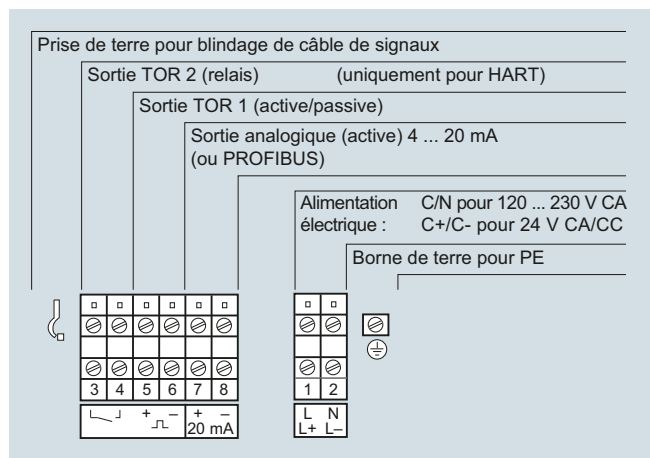 Prise de terre pour blindage de câble de signaux
Sortie TOR 2 (relais) (uniquement pour HART)
Sortie TOR 1 (active/passive)
Sortie analogique (active) 4 ... 20 mA
(ou PROFIBUS)
Alimentation C/N pour 120 ... 230 V CA
électrique : C+/C- pour 24 V CA/CC
Borne de terre pour PE
3 4 5 6 7 8 1 2
+ – + – L N
20 mA L+ L–